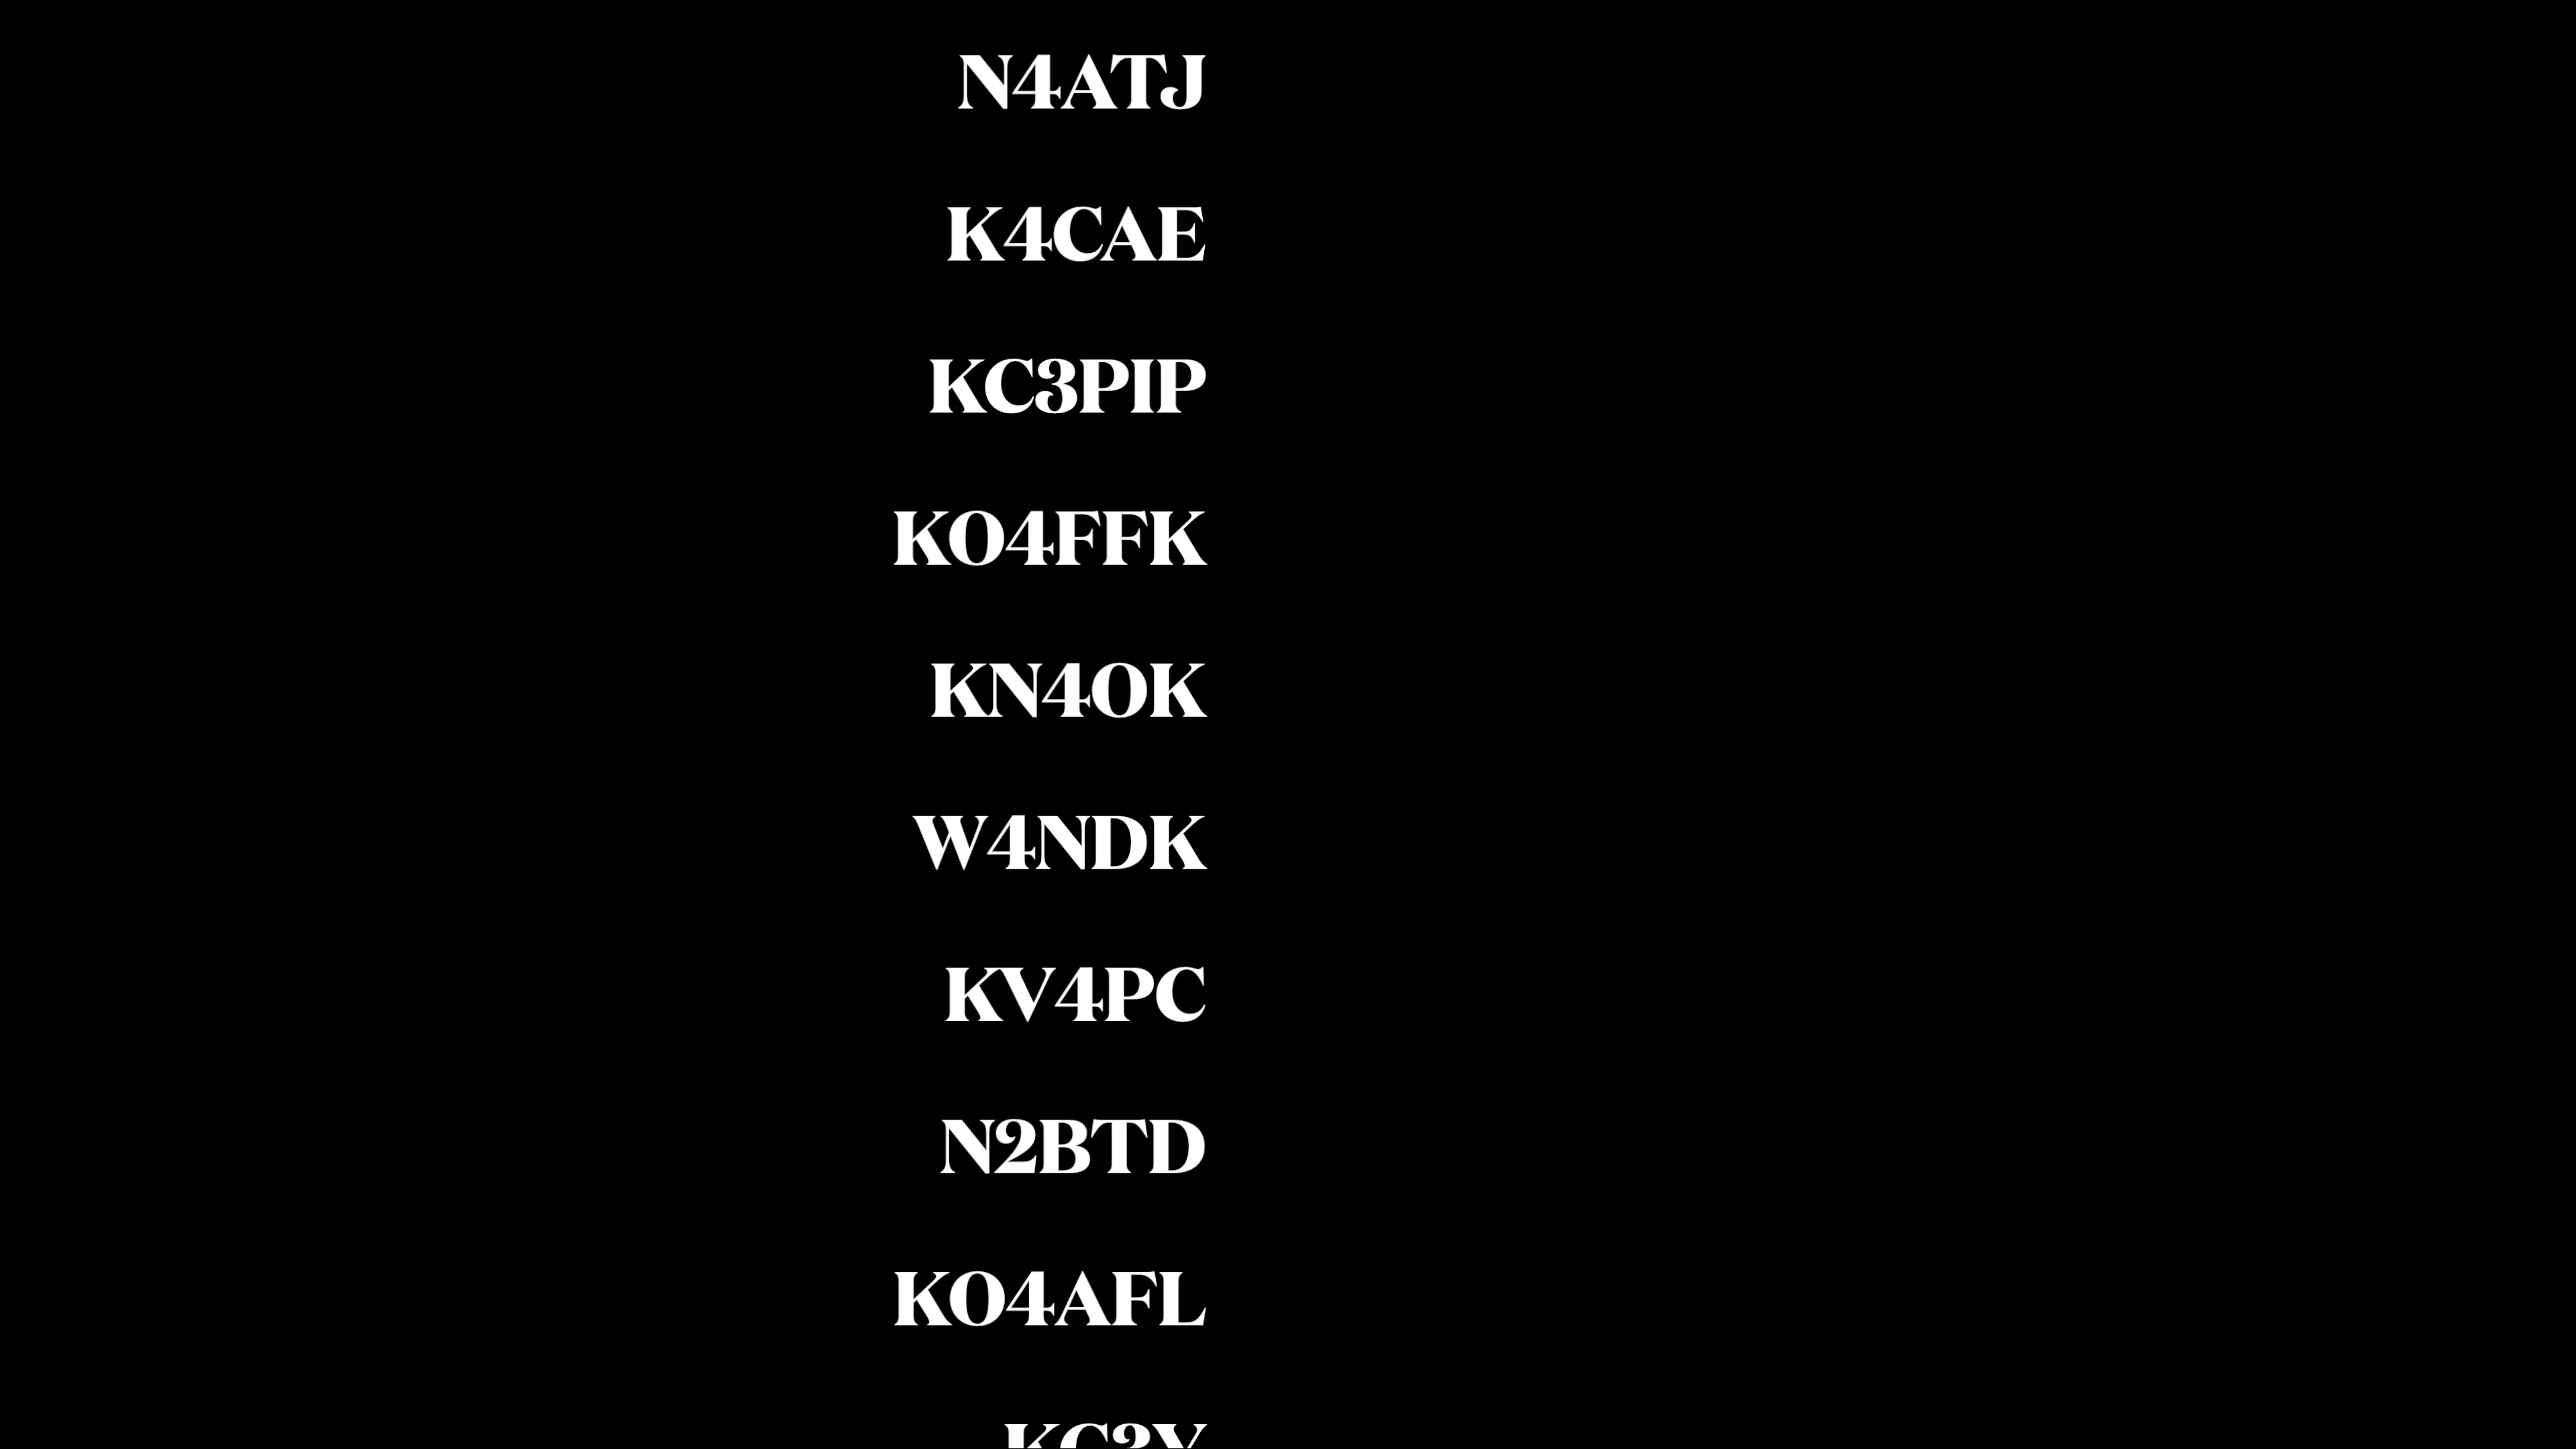 N4ATJ
K4CAE
KC3PIP
KO4FFK
KN4OK
W4NDK
KV4PC
N2BTD
KO4AFL